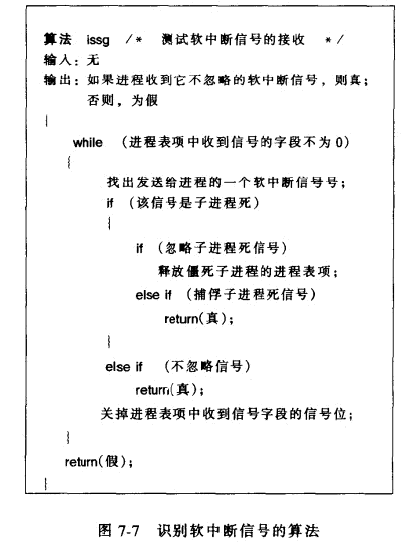 算法 issg /* 测试软中断信号的接收 */
输入: 无
输出: 如果进程收到它不忽略的软中断信号, 则真;
否则, 为假
{
while (进程表项中收到信号的字段不为 0)
{
找出发送给进程的一个软中断信号号;
if (该信号是子进程死)
{
if (忽略子进程死信号)
释放僵死子进程的进程表项;
else if (捕俘子进程死信号)
return(真);
}
else if (不忽略信号)
return(真);
关掉进程表项中收到信号字段的信号位;
}
return(假);
}
图 7-7 识别软中断信号的算法